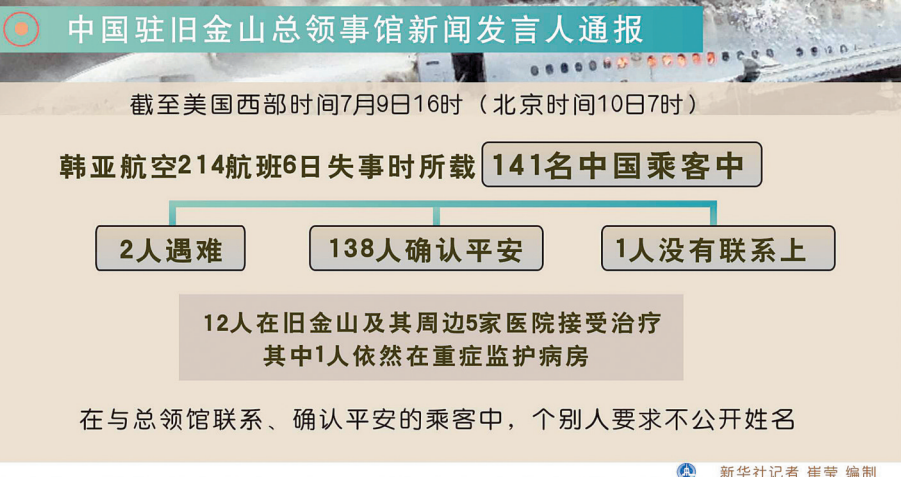 中国驻旧金山总领事馆新闻发言人通报
截至美国西部时间7月9日16时（北京时间10日7时）
韩亚航空214航班6日失事时所载 141名中国乘客中
2人遇难 138人确认平安 1人没有联系上
12人在旧金山及其周边5家医院接受治疗
其中1人依然在重症监护病房
在与总领馆联系、确认平安的乘客中，个别人要求不公开姓名
新华社记者 崔莹 编制